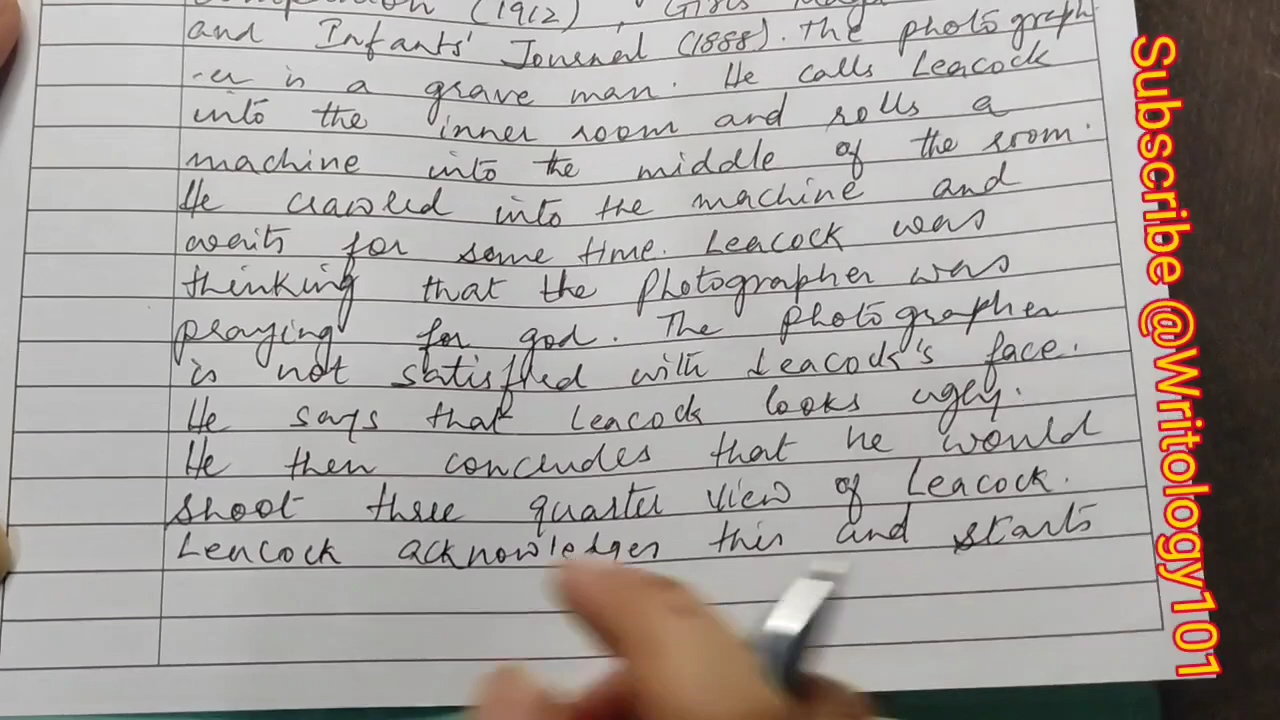 (1912), Girls
and Infants' Journal (1888). The photograph
-er is a grave man. He calls Leacock
into the inner room and rolls a
machine into the middle of the room.
He crawled into the machine and
waits for some time. Leacock was
thinking that the photographer was
praying for god. The photographer
is not satisfied with Leacock's face.
He says that Leacock looks ugly.
He then concludes that he would
shoot three quarter view of Leacock.
Leacock acknowledges this and starts
Subscribe @Writology101